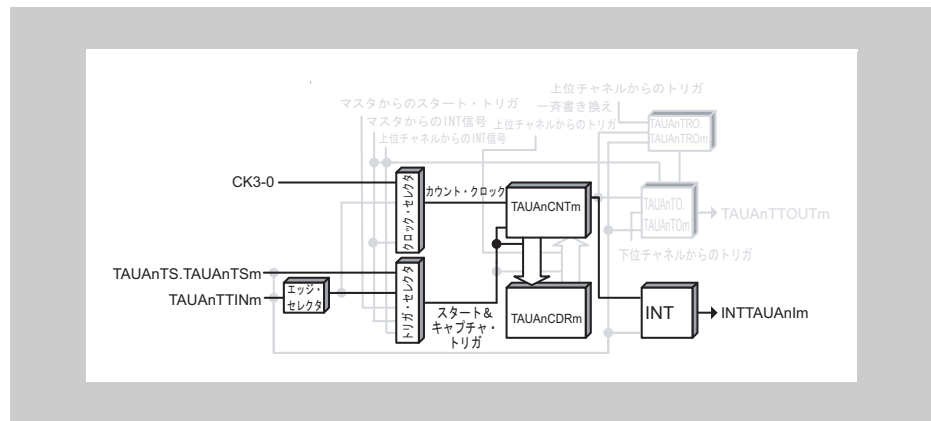 上位チャネルからのトリガ
マスタからのスタート・トリガ 一斉書き換え
マスタからのINT信号 上位チャネルからのトリガ
上位チャネルからのINT信号
TAUAnTRO.
TAUAnTROm
CK3-0
クロック・セレクタ
カウント・クロック
TAUAnCNTm
TAUAnTO.
TAUAnTOm
TAUAnTTOUTm
下位チャネルからのトリガ
TAUAnTS.TAUAnTSm
TAUAnTTINm
エッジ・
セレクタ
トリガ・セレクタ
スタート&
キャプチャ・
トリガ
TAUAnCDRm
INT
INTTAUAnIm